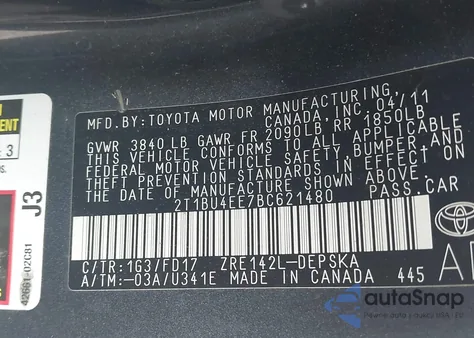 MFD.BY:TOYOTA MOTOR MANUFACTURING,
CANADA, INC. 04/11
GVWR 3840 LB GAWR FR 2090LB, RR 1850LB
THIS VEHICLE CONFORMS TO ALL APPLICABLE
FEDERAL MOTOR VEHICLE SAFETY, BUMPER, AND
THEFT PREVENTION STANDARDS IN EFFECT ON
THE DATE OF MANUFACTURE SHOWN ABOVE.
2T1BU4EE7BC621480 PASS.CAR
C/TR:1G3/FD17 ZRE142L-DEPSKA
A/TM:-03A/U341E MADE IN CANADA 445
A
J3
42661-02C81
3
autoSnap